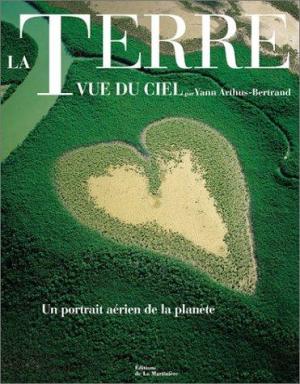 LA TERRE
VUE DU CIEL par Yann Arthus-Bertrand
Un portrait aérien de la planète
Éditions
de La Martinière